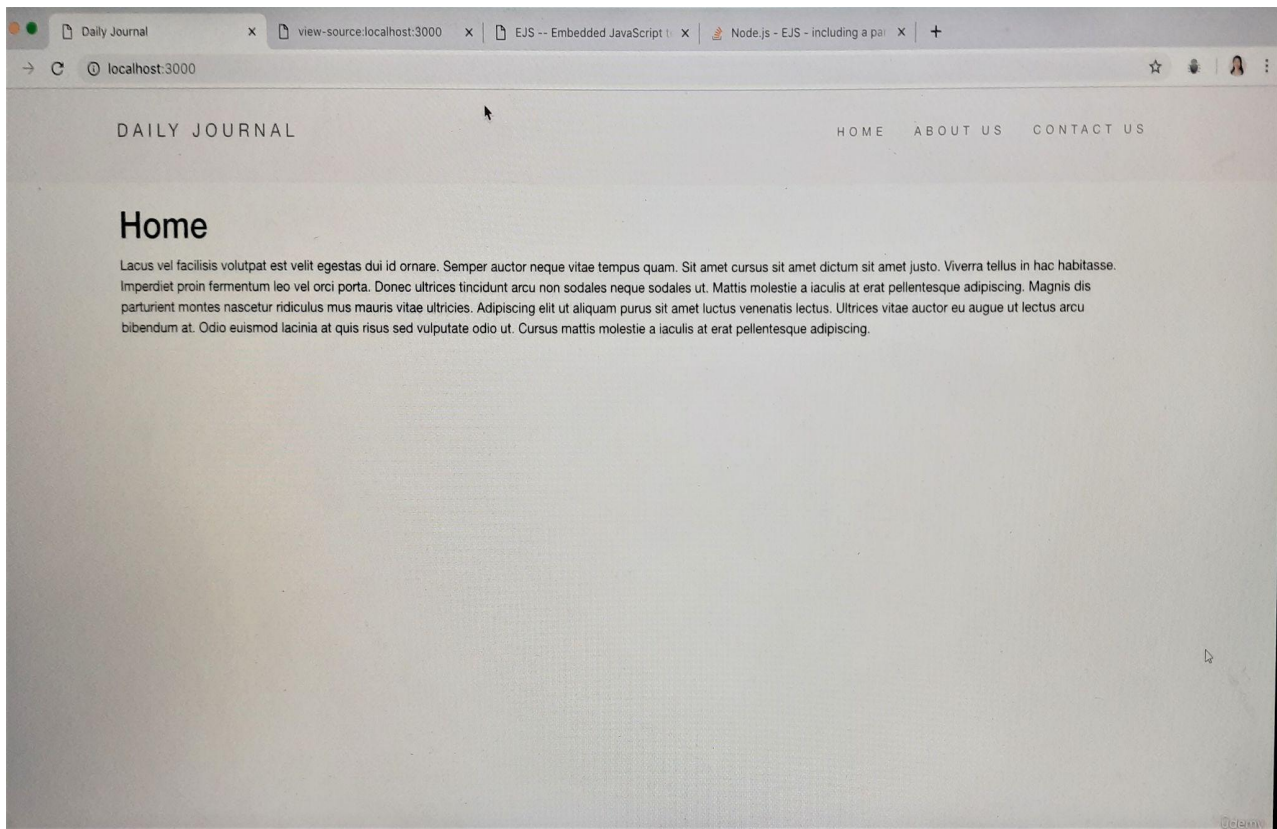 Daily Journal
view-source:localhost:3000
EJS -- Embedded JavaScript t
Node.js - EJS - including a pa
localhost:3000
DAILY JOURNAL
HOME ABOUT US CONTACT US
Home
Lacus vel facilisis volutpat est velit egestas dui id ornare. Semper auctor neque vitae tempus quam. Sit amet cursus sit amet dictum sit amet justo. Viverra tellus in hac habitasse.
Imperdiet proin fermentum leo vel orci porta. Donec ultrices tincidunt arcu non sodales neque sodales ut. Mattis molestie a iaculis at erat pellentesque adipiscing. Magnis dis
parturient montes nascetur ridiculus mus mauris vitae ultricies. Adipiscing elit ut aliquam purus sit amet luctus venenatis lectus. Ultrices vitae auctor eu augue ut lectus arcu
bibendum at. Odio euismod lacinia at quis risus sed vulputate odio ut. Cursus mattis molestie a iaculis at erat pellentesque adipiscing.
Udemy